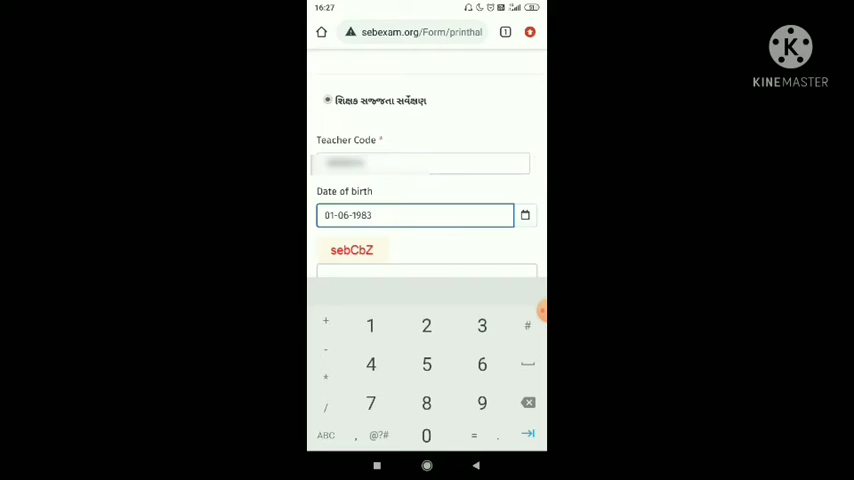 16:27
sebexam.org/Form/printhal
1
K
KINEMASTER
શિક્ષક સજ્જતા સર્વેક્ષણ
Teacher Code *
Date of birth
01-06-1983
sebCbZ
+ 1 2 3 #
- 4 5 6
* 7 8 9
/
ABC , @?# 0 = .